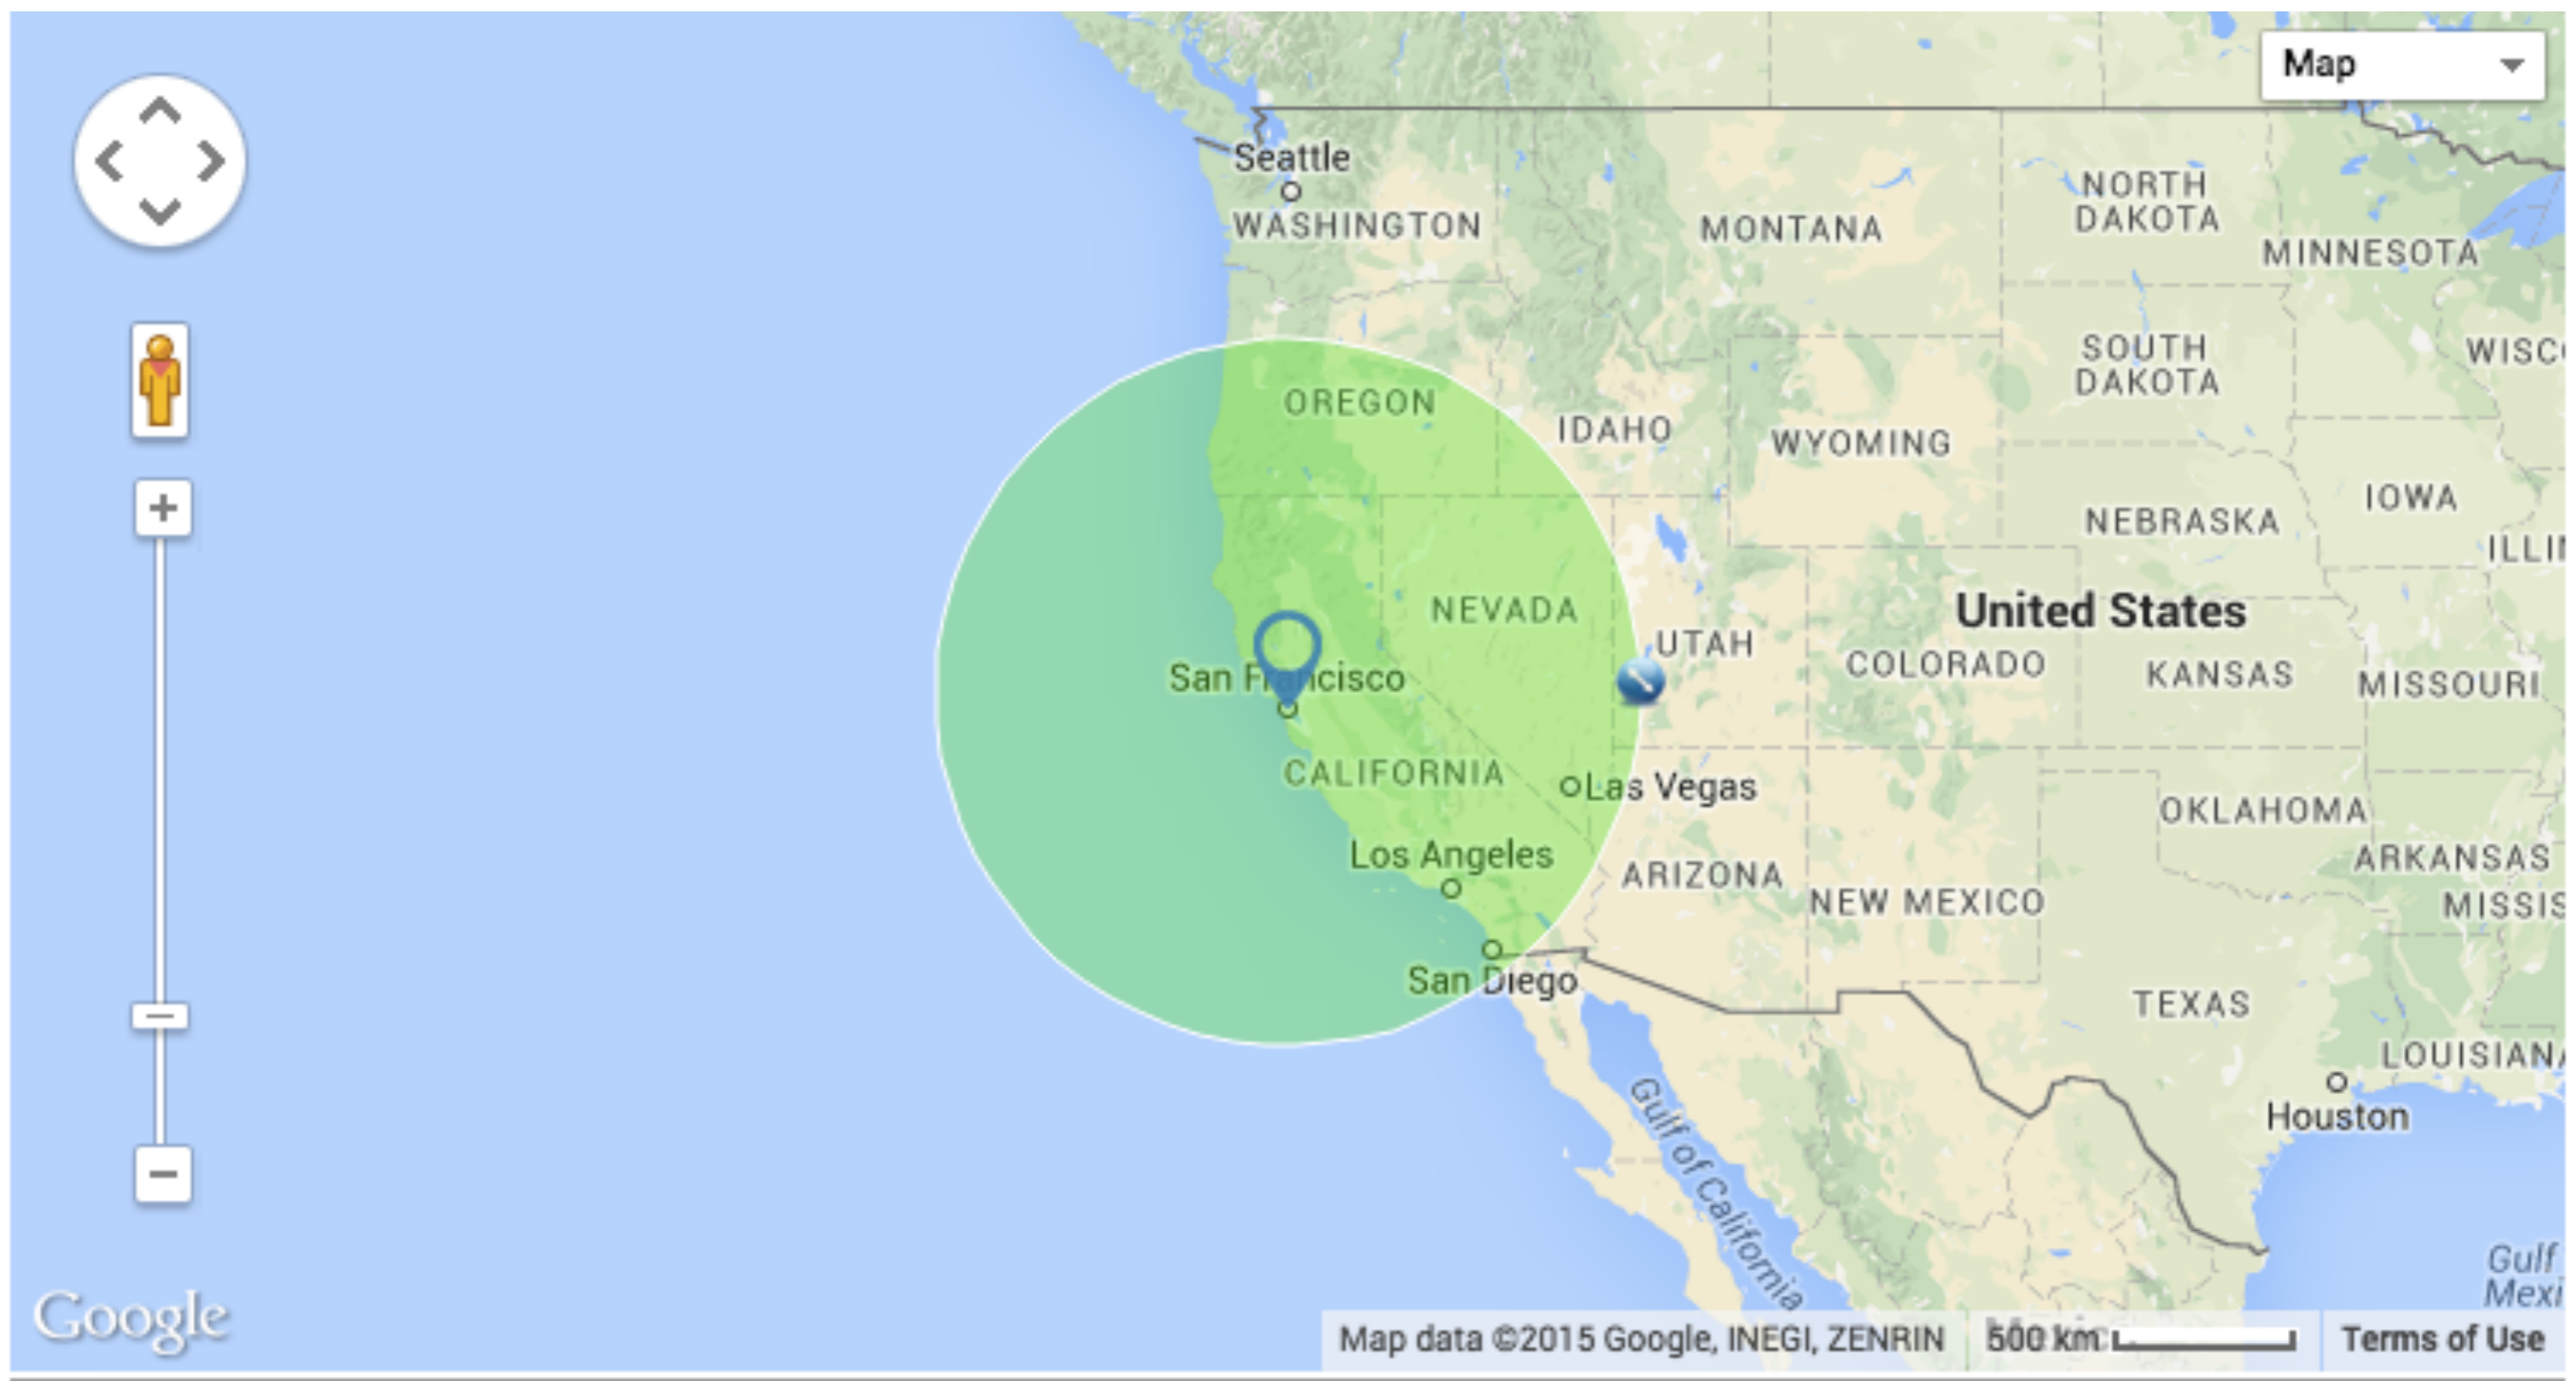 Map
Seattle
WASHINGTON
MONTANA
NORTH
DAKOTA
MINNESOTA
SOUTH
DAKOTA
WISC
OREGON
IDAHO
WYOMING
IOWA
NEBRASKA
ILLI
United States
NEVADA
UTAH
COLORADO
KANSAS
MISSOURI
San Francisco
CALIFORNIA
Las Vegas
OKLAHOMA
Los Angeles
ARIZONA
ARKANSAS
NEW MEXICO
MISSIS
San Diego
TEXAS
LOUISIANA
Houston
Gulf of California
Gulf
Mexi
Google
Map data ©2015 Google, INEGI, ZENRIN
500 km
Terms of Use